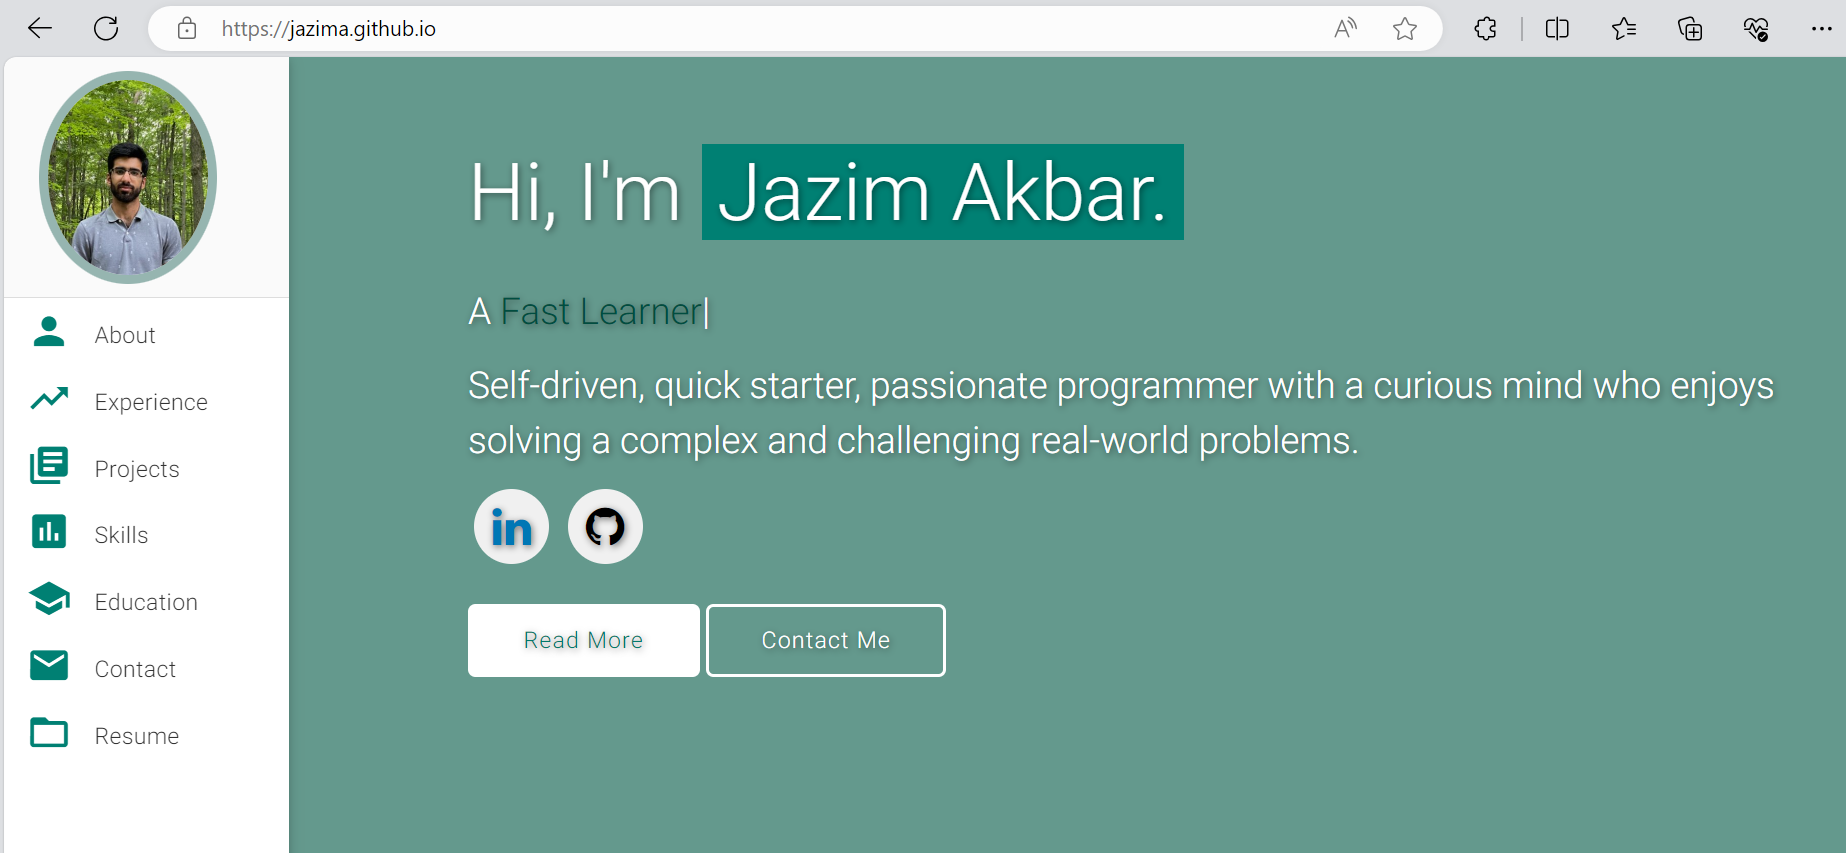 https://jazima.github.io
Hi, I'm Jazim Akbar.
A Fast Learner|
Self-driven, quick starter, passionate programmer with a curious mind who enjoys
solving a complex and challenging real-world problems.
in
Read More
Contact Me
About
Experience
Projects
Skills
Education
Contact
Resume